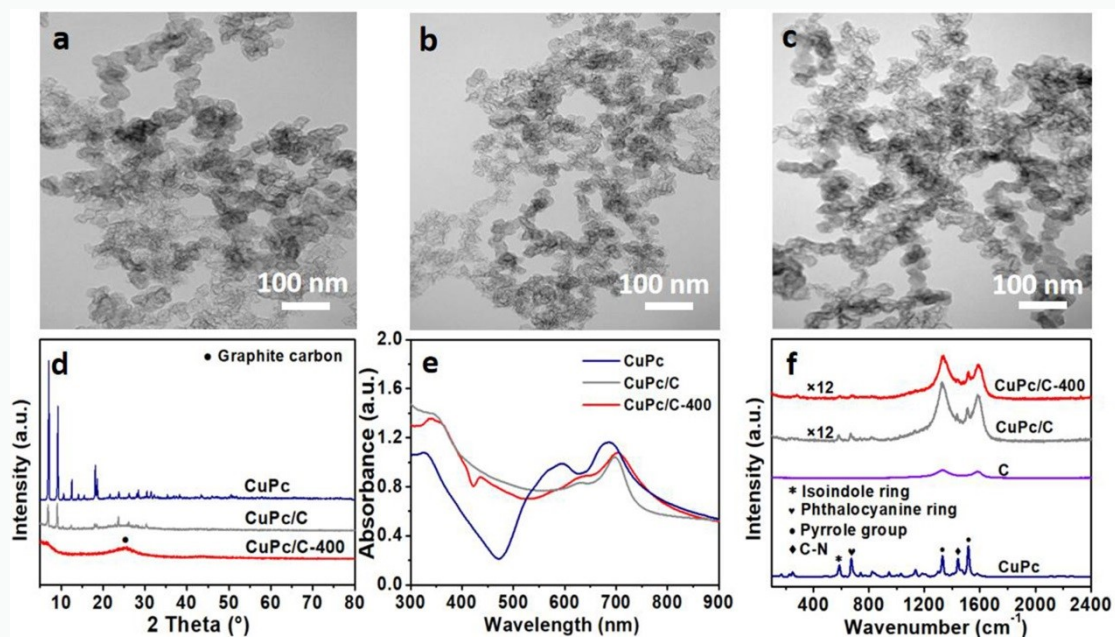 a
100 nm
b
100 nm
c
100 nm
d
• Graphite carbon
CuPc
CuPc/C
•
CuPc/C-400
Intensity (a.u.)
5 10 20 30 40 50 60 70 80
2 Theta (°)
e
CuPc
CuPc/C
CuPc/C-400
Absorbance (a.u.)
2.0
1.6
1.2
0.8
0.4
0.0
300 400 500 600 700 800 900
Wavelength (nm)
f
×12
CuPc/C-400
×12
CuPc/C
C
* Isoindole ring
♥ Phthalocyanine ring
• Pyrrole group
♦ C-N
* ♥ • ♦ •
CuPc
Intensity (a.u.)
400 800 1200 1600 2000 2400
Wavenumber (cm⁻¹)